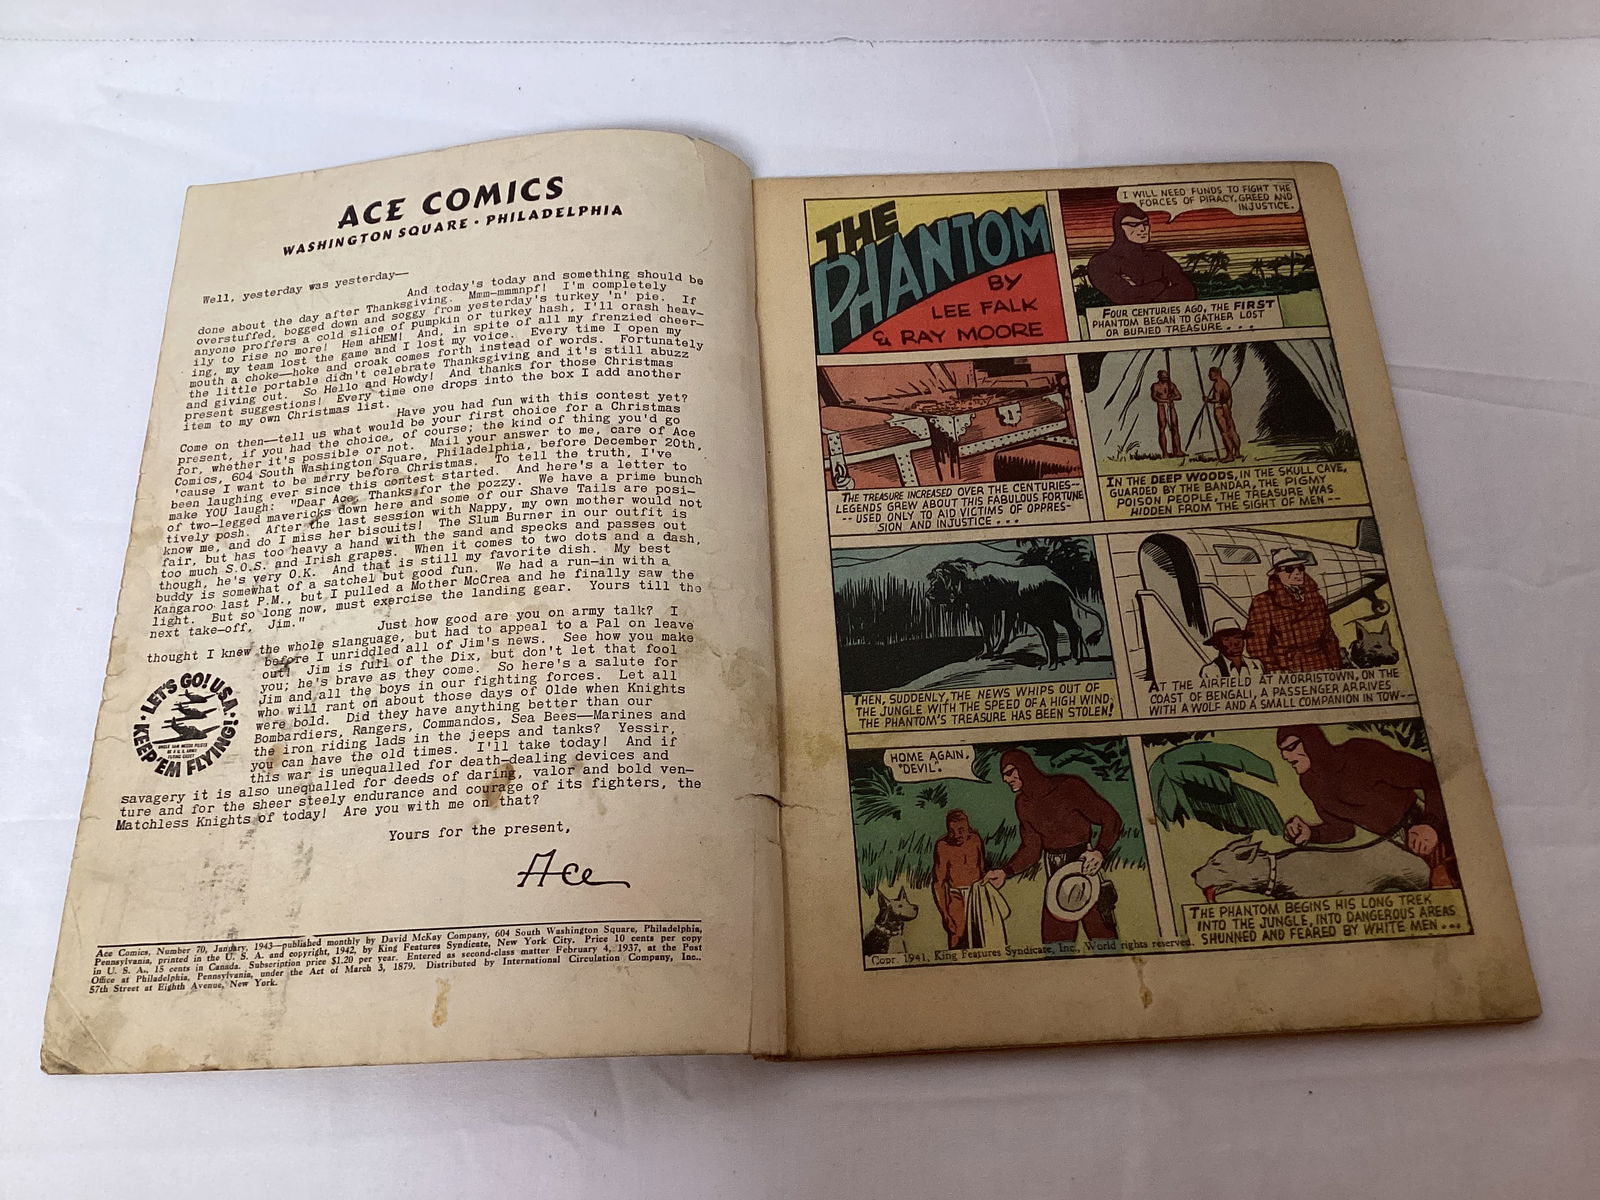 ACE COMICS
WASHINGTON SQUARE • PHILADELPHIA
Well, yesterday was yesterday—
And today's today and something should be
done about the day after Thanksgiving. Mmm-mmmnpf! I'm completely
overstuffed, bogged down and soggy from yesterday's turkey 'n' pie. If
anyone proffers a cold slice of pumpkin or turkey hash, I'll crash heav-
ily to rise no more! Hem aHEM! And, in spite of all my frenzied cheer-
ing, my team lost the game and I lost my voice. Every time I open my
mouth a choke—hoke and croak comes forth instead of words. Fortunately
the little portable didn't celebrate Thanksgiving and it's still abuzz
and giving out. So Hello and Howdy! And thanks for those Christmas
present suggestions! Every time one drops into the box I add another
item to my own Christmas list.
Have you had fun with this contest yet?
Come on then—tell us what would be your first choice for a Christmas
present, if you had the choice, of course; the kind of thing you'd go
for, whether it's possible or not. Mail your answer to me, care of Ace
Comics, 604 South Washington Square, Philadelphia, before December 20th,
'cause I want to be merry before Christmas. To tell the truth, I've
been laughing ever since this contest started. And here's a letter to
make YOU laugh: "Dear Ace, Thanks for the pozzy. We have a prime bunch
of two-legged mavericks down here and some of our Shave Tails are posi-
tively posh. After the last session with Nappy, my own mother would not
know me, and do I miss her biscuits! The Slum Burner in our outfit is
fair, but has too heavy a hand with the sand and specks and passes out
too much S.O.S. and Irish grapes. When it comes to two dots and a dash,
though, he's very O.K. And that is still my favorite dish. My best
buddy is somewhat of a satchel but good fun. We had a run-in with a
Kangaroo last P.M., but I pulled a Mother McCrea and he finally saw the
light. But so long now, must exercise the landing gear. Yours till the
next take-off, Jim."
Just how good are you on army talk? I
thought I knew the whole slanguage, but had to appeal to a Pal on leave
before I unriddled all of Jim's news. See how you make
out! Jim is full of the Dix, but don't let that fool
you; he's brave as they come. So here's a salute for
Jim and all the boys in our fighting forces. Let all
who will rant on about those days of Olde when Knights
were bold. Did they have anything better than our
Bombardiers, Rangers, Commandos, Sea Bees—Marines and
the iron riding lads in the jeeps and tanks? Yessir,
you can have the old times. I'll take today! And if
this war is unequalled for death-dealing devices and
savagery it is also unequalled for deeds of daring, valor and bold ven-
ture and for the sheer steely endurance and courage of its fighters, the
Matchless Knights of today! Are you with me on that?
LET'S GO! U.S.A.
KEEP 'EM FLYING!
Yours for the present,
Ace
Ace Comics, Number 70, January, 1943—published monthly by David McKay Company, 604 South Washington Square, Philadelphia,
Pennsylvania, printed in the U. S. A. and copyright, 1942, by King Features Syndicate, New York City. Price 10 cents per copy
in U. S. A., 15 cents in Canada. Subscription price $1.20 per year. Entered as second-class matter February 4, 1937, at the Post
Office at Philadelphia, Pennsylvania, under the Act of March 3, 1879. Distributed by International Circulation Company, Inc.,
57th Street at Eighth Avenue, New York.
THE
PHANTOM
BY
LEE FALK
& RAY MOORE
I WILL NEED FUNDS TO FIGHT THE
FORCES OF PIRACY, GREED AND
INJUSTICE.
FOUR CENTURIES AGO, THE FIRST
PHANTOM BEGAN TO GATHER LOST
OR BURIED TREASURE...
THE TREASURE INCREASED OVER THE CENTURIES--
LEGENDS GREW ABOUT THIS FABULOUS FORTUNE
-- USED ONLY TO AID VICTIMS OF OPPRES-
SION AND INJUSTICE...
IN THE DEEP WOODS, IN THE SKULL CAVE,
GUARDED BY THE BANDAR, THE PIGMY
POISON PEOPLE, THE TREASURE WAS
HIDDEN FROM THE SIGHT OF MEN--
THEN, SUDDENLY, THE NEWS WHIPS OUT OF
THE JUNGLE WITH THE SPEED OF A HIGH WIND.
THE PHANTOM'S TREASURE HAS BEEN STOLEN!
AT THE AIRFIELD AT MORRISTOWN, ON THE
COAST OF BENGALI, A PASSENGER ARRIVES
WITH A WOLF AND A SMALL COMPANION IN TOW--
HOME AGAIN,
"DEVIL".
THE PHANTOM BEGINS HIS LONG TREK
INTO THE JUNGLE, INTO DANGEROUS AREAS
SHUNNED AND FEARED BY WHITE MEN...
Copr. 1941, King Features Syndicate, Inc., World rights reserved.